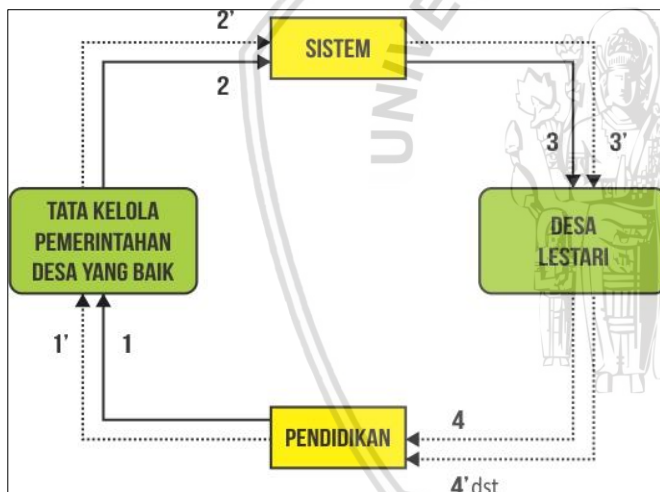 2'
SISTEM
2
UNIVE
3
3'
TATA KELOLA
PEMERINTAHAN
DESA YANG BAIK
DESA
LESTARI
1'
1
PENDIDIKAN
4
4' dst